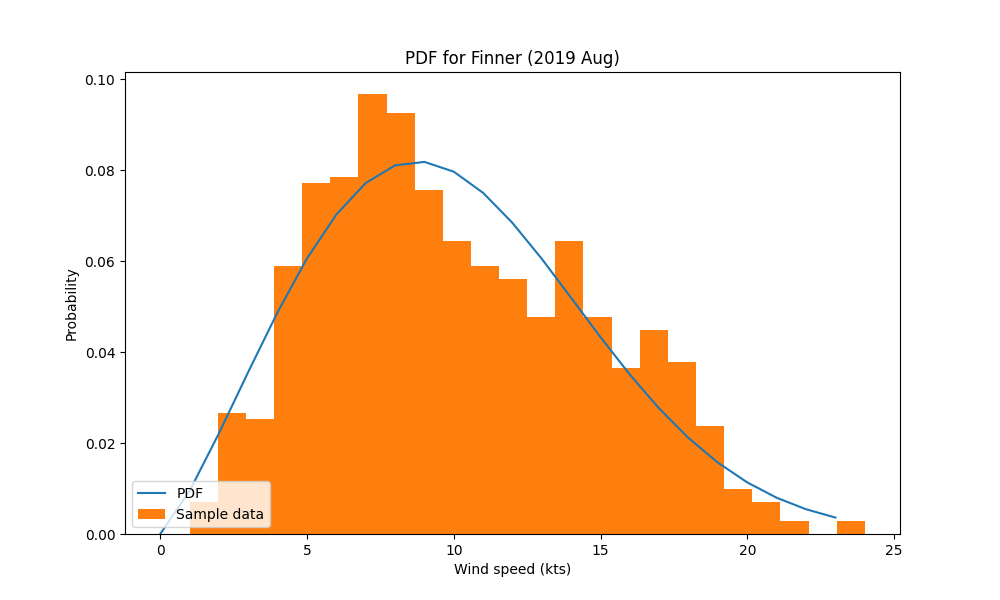 PDF for Finner (2019 Aug)
0.10
0.08
0.06
0.04
0.02
0.00
Probability
PDF
Sample data
0 5 10 15 20 25
Wind speed (kts)